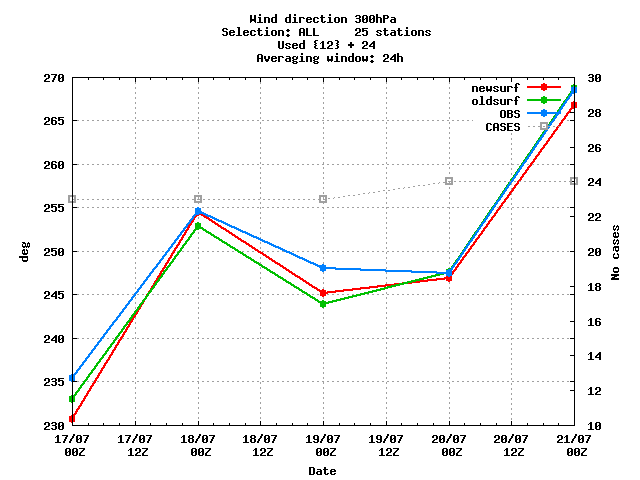 Wind direction 300hPa
Selection: ALL     25 stations
Used {12} + 24
Averaging window: 24h
270
265
260
255
250
245
240
235
230
deg
30
28
26
24
22
20
18
16
14
12
10
No cases
newsurf
oldsurf
OBS
CASES
17/07 17/07 18/07 18/07 19/07 19/07 20/07 20/07 21/07
00Z 12Z 00Z 12Z 00Z 12Z 00Z 12Z 00Z
Date